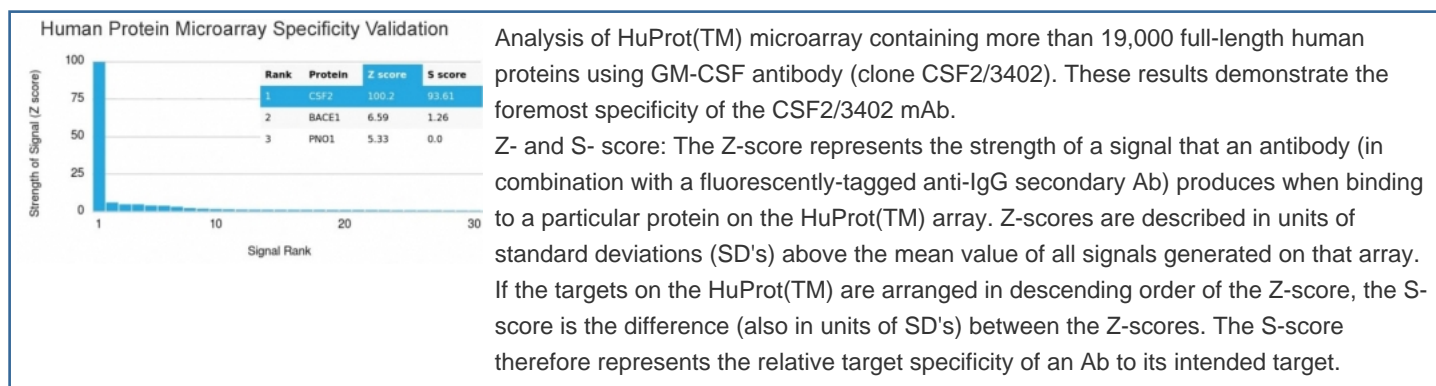 Human Protein Microarray Specificity Validation
Strength of Signal (Z score)
100
75
50
25
0
1 10 20 30
Signal Rank
Rank Protein Z score S score
1 CSF2 100.2 93.61
2 BACE1 6.59 1.26
3 PNO1 5.33 0.0
Analysis of HuProt(TM) microarray containing more than 19,000 full-length human
proteins using GM-CSF antibody (clone CSF2/3402). These results demonstrate the
foremost specificity of the CSF2/3402 mAb.
Z- and S- score: The Z-score represents the strength of a signal that an antibody (in
combination with a fluorescently-tagged anti-IgG secondary Ab) produces when binding
to a particular protein on the HuProt(TM) array. Z-scores are described in units of
standard deviations (SD's) above the mean value of all signals generated on that array.
If the targets on the HuProt(TM) are arranged in descending order of the Z-score, the S-
score is the difference (also in units of SD's) between the Z-scores. The S-score
therefore represents the relative target specificity of an Ab to its intended target.